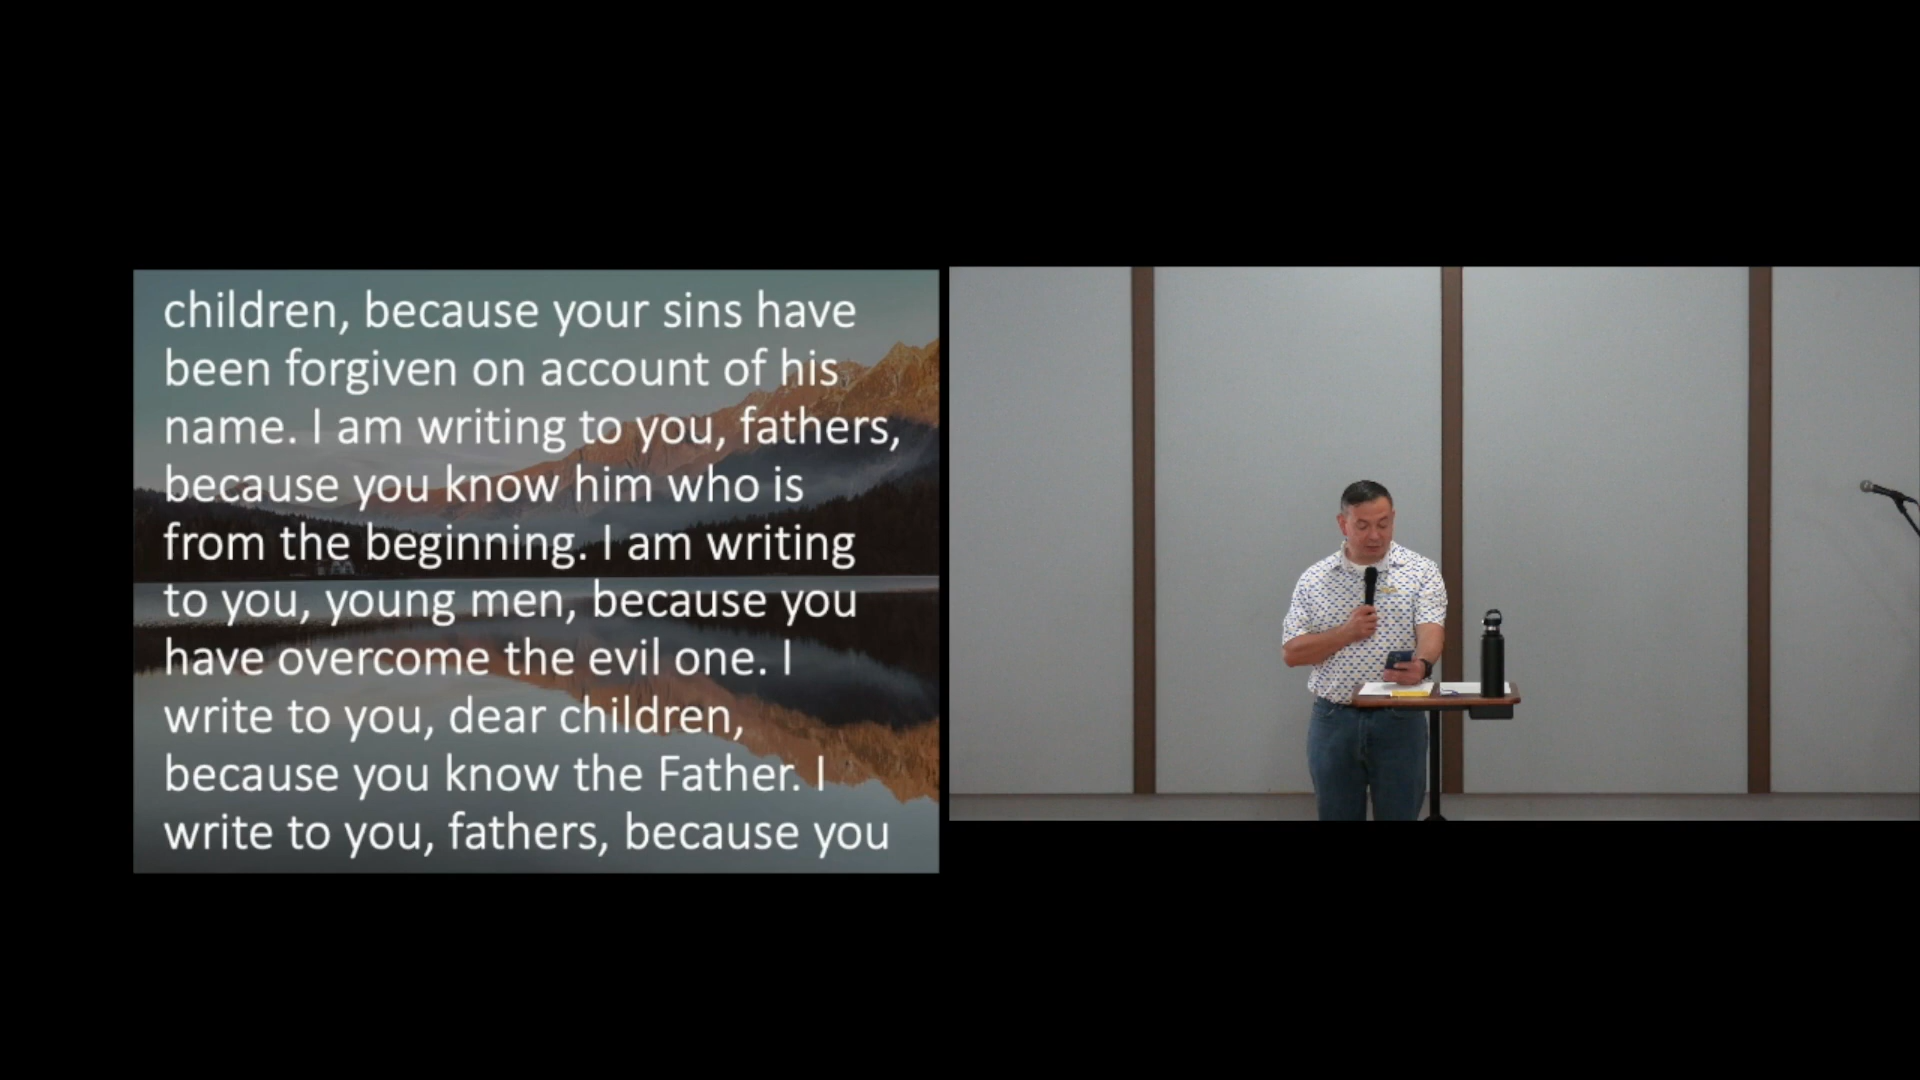 children, because your sins have
been forgiven on account of his
name. I am writing to you, fathers,
because you know him who is
from the beginning. I am writing
to you, young men, because you
have overcome the evil one. I
write to you, dear children,
because you know the Father. I
write to you, fathers, because you